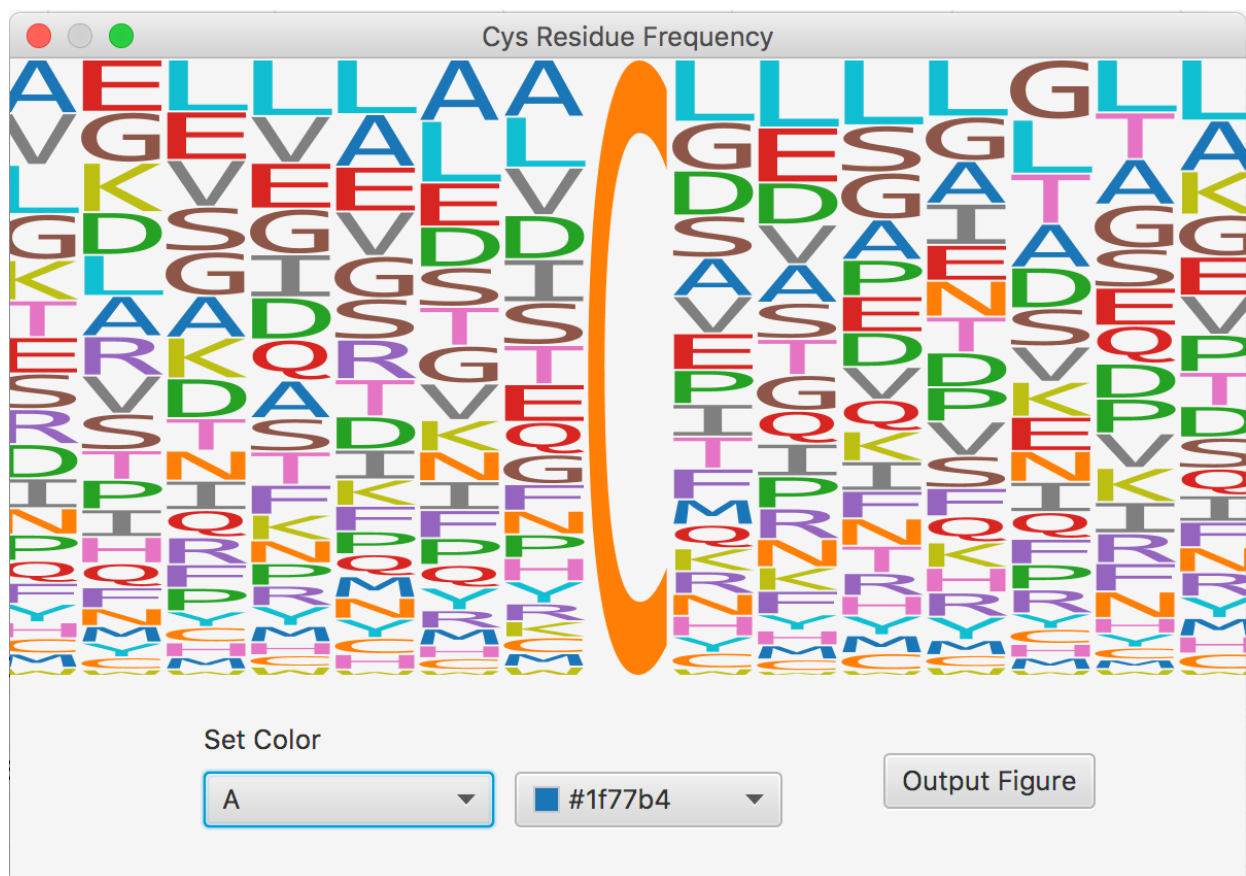 Cys Residue Frequency
A E L L L A A C L L L L G L L
V G E V A L L G E S G L T A
L K V E E E V D D G A T A K
G D S G V D D S V A I A G G
K L G I G S I A A P E D S E
T A A D S T S V S E N S E V
E R K Q R G T E T D T V Q P
S V D A T V E P G V D K D T
R S T S D K Q I Q Q P E P D
D T N T I N G T I K V N V S
I P I F K I F F P I S I K Q
N I Q K F F N M R F F Q I I
P H R N P P P Q N N Q F R F
Q Q F P Q Q H K K T K P F N
F F P R M Y Y R F R H R N R
Y N Y Y N R R N Y H R Y H Y
H M C M Y M K H H Y Y C Y M
C Y H H C H C Y M M M H C H
M C M C H C M C C C C M M C
W W W W W W W W W W W W W W
Set Color
A #1f77b4 Output Figure